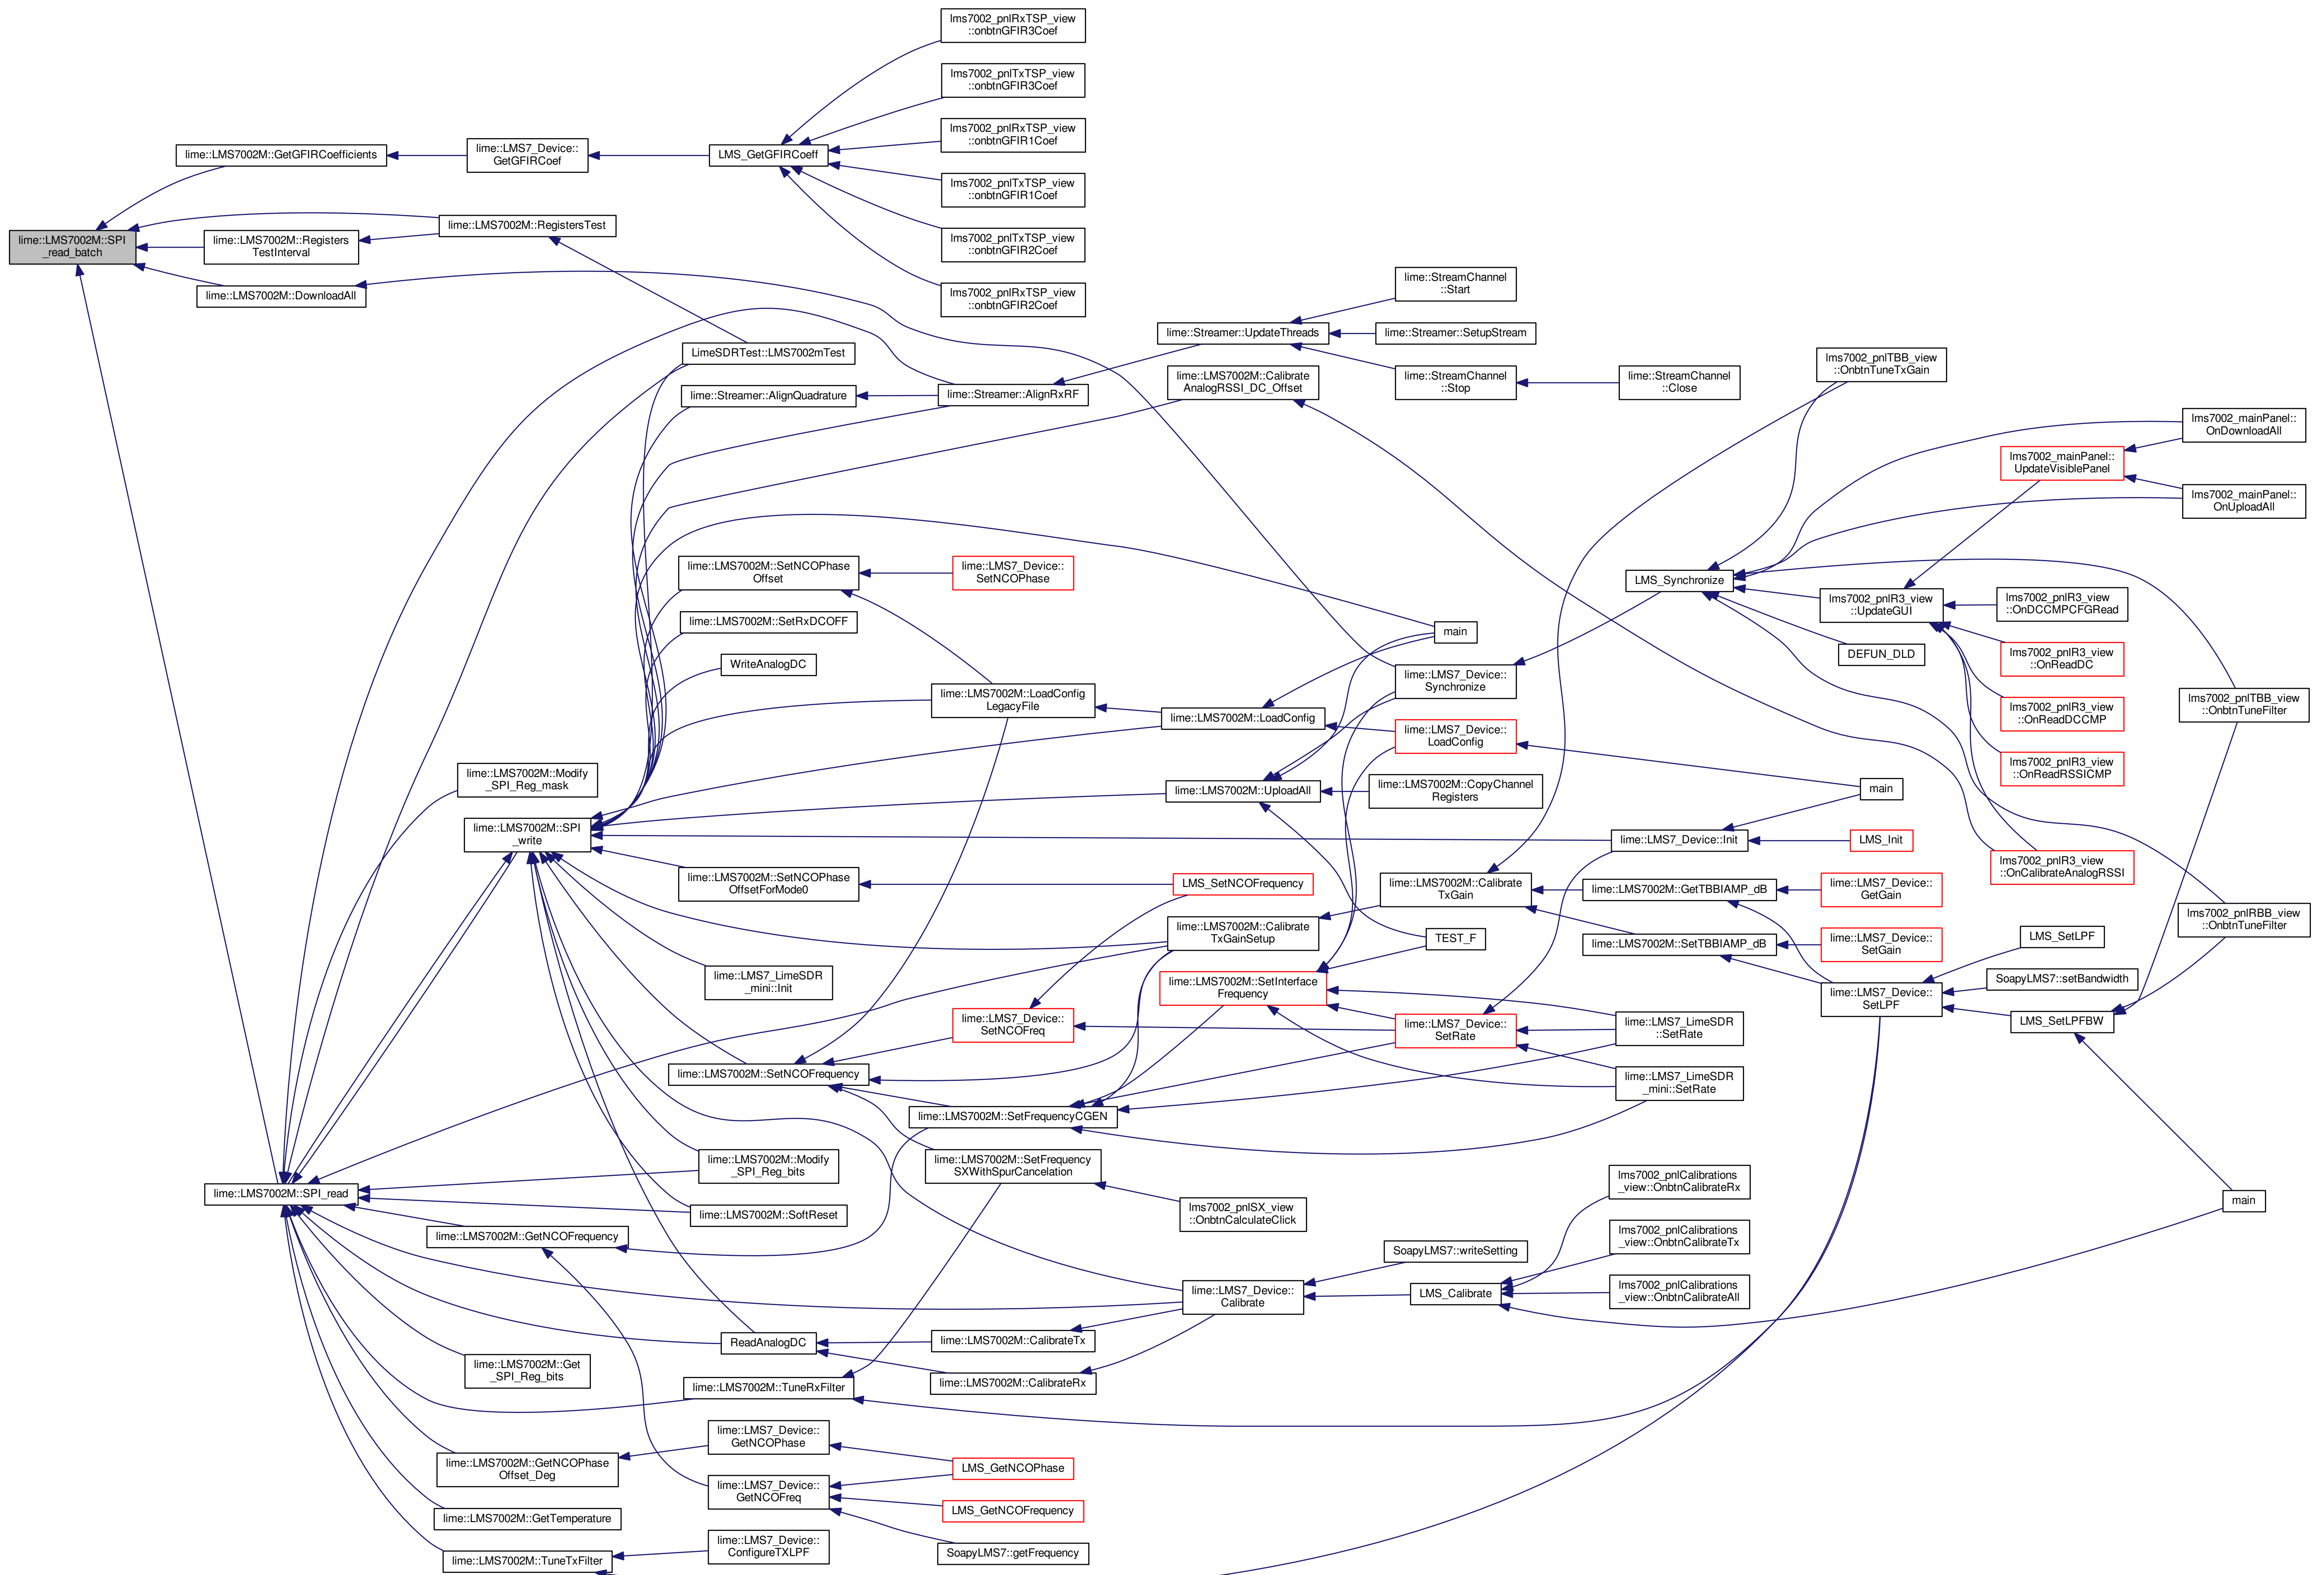 lime::LMS7002M::SPI
_read_batch
lime::LMS7002M::GetGFIRCoefficients
lime::LMS7_Device::
GetGFIRCoef
LMS_GetGFIRCoeff
lms7002_pnlRxTSP_view
::onbtnGFIR3Coef
lms7002_pnlTxTSP_view
::onbtnGFIR3Coef
lms7002_pnlRxTSP_view
::onbtnGFIR1Coef
lms7002_pnlTxTSP_view
::onbtnGFIR1Coef
lms7002_pnlTxTSP_view
::onbtnGFIR2Coef
lms7002_pnlRxTSP_view
::onbtnGFIR2Coef
lime::LMS7002M::RegistersTest
lime::LMS7002M::Registers
TestInterval
lime::LMS7002M::DownloadAll
LimeSDRTest::LMS7002mTest
lime::Streamer::AlignQuadrature
lime::Streamer::AlignRxRF
lime::Streamer::UpdateThreads
lime::StreamChannel
::Start
lime::Streamer::SetupStream
lime::StreamChannel
::Stop
lime::StreamChannel
::Close
lime::LMS7002M::Calibrate
AnalogRSSI_DC_Offset
lms7002_pnlTBB_view
::OnbtnTuneTxGain
lms7002_mainPanel::
OnDownloadAll
lms7002_mainPanel::
UpdateVisiblePanel
lms7002_mainPanel::
OnUploadAll
LMS_Synchronize
lms7002_pnlR3_view
::UpdateGUI
lms7002_pnlR3_view
::OnDCCMPCFGRead
DEFUN_DLD
lms7002_pnlR3_view
::OnReadDC
lms7002_pnlR3_view
::OnReadDCCMP
lms7002_pnlR3_view
::OnReadRSSICMP
lms7002_pnlTBB_view
::OnbtnTuneFilter
lime::LMS7002M::SetNCOPhase
Offset
lime::LMS7_Device::
SetNCOPhase
lime::LMS7002M::SetRxDCOFF
WriteAnalogDC
main
lime::LMS7_Device::
Synchronize
lime::LMS7002M::LoadConfig
LegacyFile
lime::LMS7002M::LoadConfig
lime::LMS7_Device::
LoadConfig
lime::LMS7002M::UploadAll
lime::LMS7002M::CopyChannel
Registers
main
lime::LMS7002M::Modify
_SPI_Reg_mask
lime::LMS7002M::SPI
_write
lime::LMS7_Device::Init
LMS_Init
lms7002_pnlR3_view
::OnCalibrateAnalogRSSI
lime::LMS7002M::SetNCOPhase
OffsetForMode0
LMS_SetNCOFrequency
lime::LMS7002M::Calibrate
TxGain
lime::LMS7002M::GetTBBIAMP_dB
lime::LMS7_Device::
GetGain
lms7002_pnlRBB_view
::OnbtnTuneFilter
lime::LMS7002M::Calibrate
TxGainSetup
TEST_F
lime::LMS7002M::SetTBBIAMP_dB
lime::LMS7_Device::
SetGain
LMS_SetLPF
SoapyLMS7::setBandwidth
lime::LMS7_Device::
SetLPF
LMS_SetLPFBW
lime::LMS7_LimeSDR
_mini::Init
lime::LMS7002M::SetInterface
Frequency
lime::LMS7_Device::
SetNCOFreq
lime::LMS7_Device::
SetRate
lime::LMS7_LimeSDR
::SetRate
lime::LMS7002M::SetNCOFrequency
lime::LMS7_LimeSDR
_mini::SetRate
lime::LMS7002M::SetFrequencyCGEN
lime::LMS7002M::Modify
_SPI_Reg_bits
lime::LMS7002M::SetFrequency
SXWithSpurCancelation
lms7002_pnlSX_view
::OnbtnCalculateClick
lms7002_pnlCalibrations
_view::OnbtnCalibrateRx
main
lime::LMS7002M::SPI_read
lime::LMS7002M::SoftReset
lime::LMS7002M::GetNCOFrequency
SoapyLMS7::writeSetting
lms7002_pnlCalibrations
_view::OnbtnCalibrateTx
lime::LMS7_Device::
Calibrate
LMS_Calibrate
lms7002_pnlCalibrations
_view::OnbtnCalibrateAll
ReadAnalogDC
lime::LMS7002M::CalibrateTx
lime::LMS7002M::Get
_SPI_Reg_bits
lime::LMS7002M::TuneRxFilter
lime::LMS7002M::CalibrateRx
lime::LMS7_Device::
GetNCOPhase
lime::LMS7002M::GetNCOPhase
Offset_Deg
LMS_GetNCOPhase
lime::LMS7_Device::
GetNCOFreq
LMS_GetNCOFrequency
lime::LMS7002M::GetTemperature
lime::LMS7002M::TuneTxFilter
lime::LMS7_Device::
ConfigureTXLPF
SoapyLMS7::getFrequency